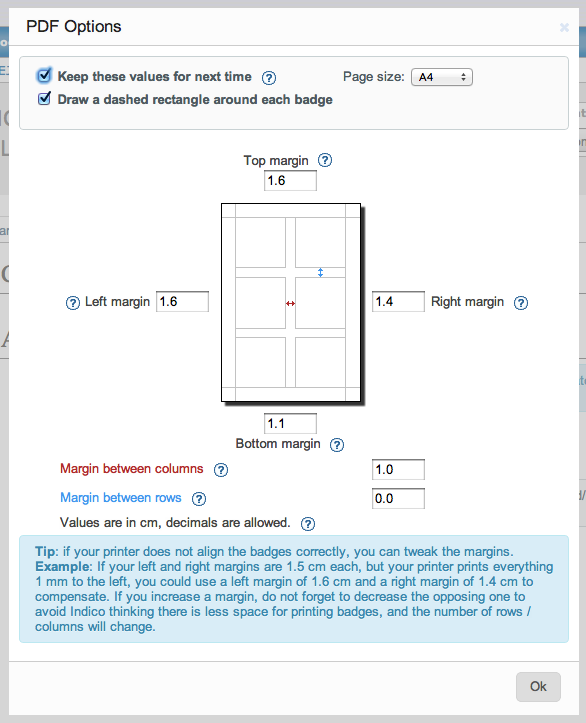 PDF Options
Keep these values for next time
Page size: A4
Draw a dashed rectangle around each badge
Top margin
1.6
Left margin 1.6
1.4 Right margin
1.1
Bottom margin
Margin between columns 1.0
Margin between rows 0.0
Values are in cm, decimals are allowed.
Tip: if your printer does not align the badges correctly, you can tweak the margins.
Example: If your left and right margins are 1.5 cm each, but your printer prints everything
1 mm to the left, you could use a left margin of 1.6 cm and a right margin of 1.4 cm to
compensate. If you increase a margin, do not forget to decrease the opposing one to
avoid Indico thinking there is less space for printing badges, and the number of rows /
columns will change.
Ok